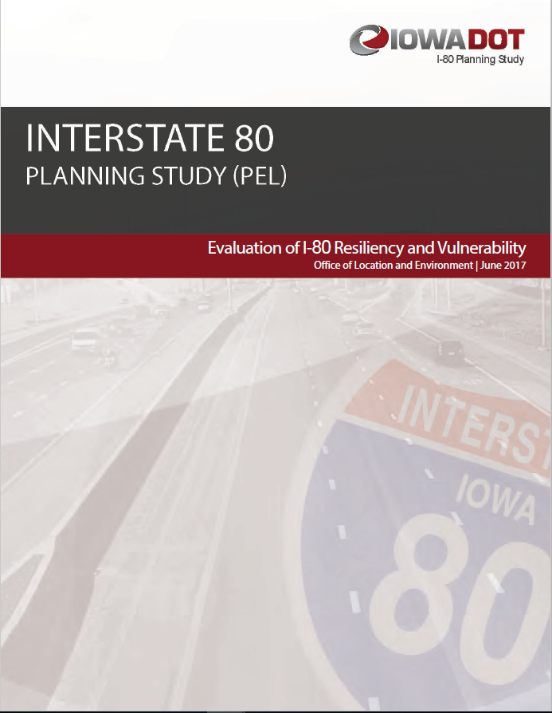 IOWADOT
I-80 Planning Study
INTERSTATE 80
PLANNING STUDY (PEL)
Evaluation of I-80 Resiliency and Vulnerability
Office of Location and Environment | June 2017
INTERST
IOWA
80